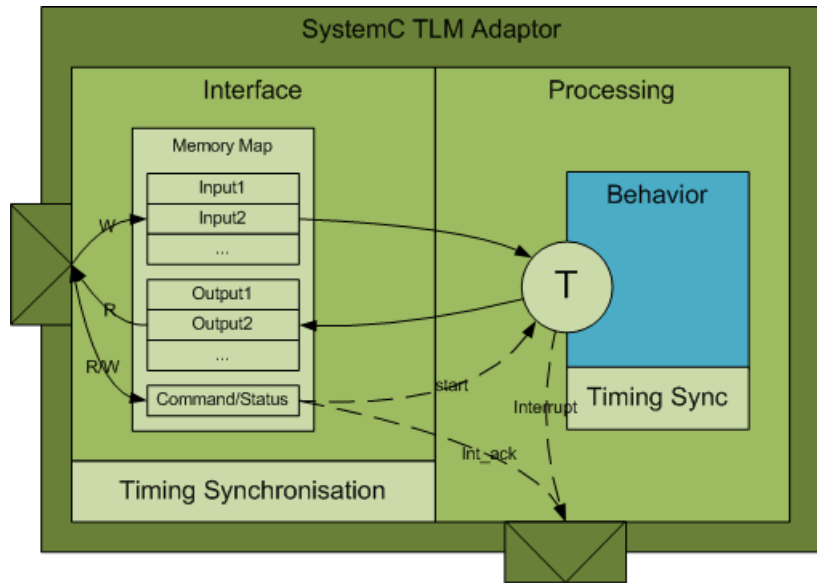 SystemC TLM Adaptor
Interface
Processing
Memory Map
Input1
Input2
...
Output1
Output2
...
Command/Status
W
R
R/W
T
Behavior
Timing Sync
start
Interrupt
Int_ack
Timing Synchronisation